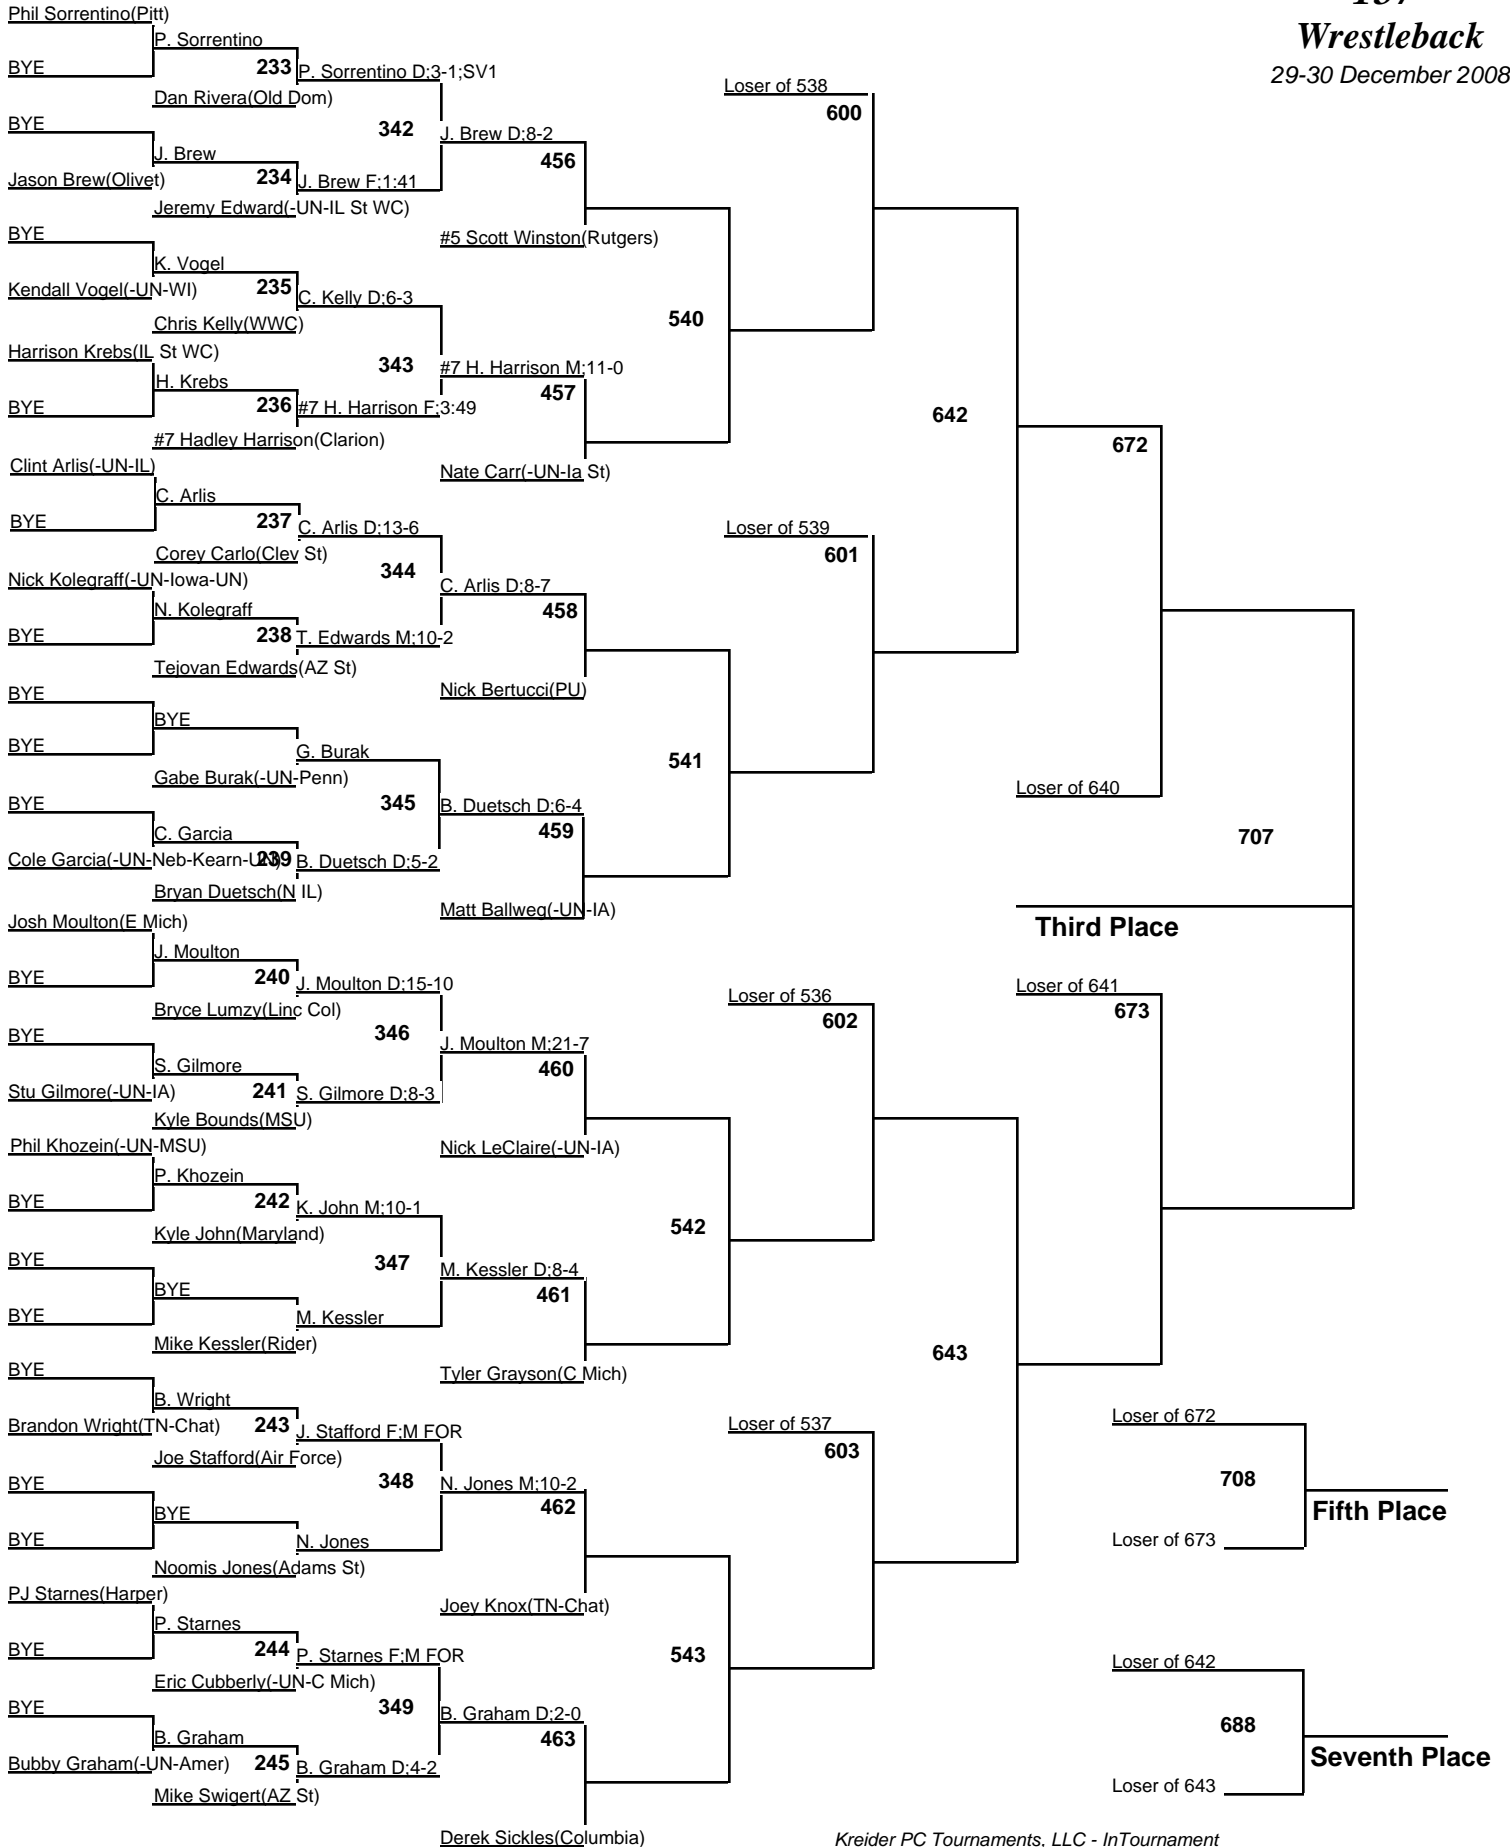 Wrestleback
29-30 December 2008
Phil Sorrentino(Pitt)
P. Sorrentino
BYE
233
P. Sorrentino D;3-1;SV1
Dan Rivera(Old Dom)
BYE
342
J. Brew D;8-2
J. Brew
456
Jason Brew(Olivet)
234
J. Brew F;1:41
Jeremy Edward(-UN-IL St WC)
#5 Scott Winston(Rutgers)
Loser of 538
600
BYE
K. Vogel
Kendall Vogel(-UN-WI)
235
C. Kelly D;6-3
Chris Kelly(WWC)
540
Harrison Krebs(IL St WC)
343
#7 H. Harrison M;11-0
H. Krebs
457
BYE
236
#7 H. Harrison F;3:49
642
#7 Hadley Harrison(Clarion)
672
Nate Carr(-UN-Ia St)
Clint Arlis(-UN-IL)
C. Arlis
BYE
237
C. Arlis D;13-6
Loser of 539
601
Corey Carlo(Clev St)
344
C. Arlis D;8-7
Nick Kolegraff(-UN-Iowa-UN)
N. Kolegraff
458
BYE
238
T. Edwards M;10-2
Tejovan Edwards(AZ St)
Nick Bertucci(PU)
BYE
BYE
BYE
G. Burak
541
Gabe Burak(-UN-Penn)
Loser of 640
BYE
345
B. Duetsch D;6-4
C. Garcia
459
707
Cole Garcia(-UN-Neb-Kearn-UN)
239
B. Duetsch D;5-2
Bryan Duetsch(N IL)
Matt Ballweg(-UN-IA)
Third Place
Josh Moulton(E Mich)
J. Moulton
BYE
240
J. Moulton D;15-10
Loser of 536
602
Loser of 641
673
Bryce Lumzy(Linc Col)
BYE
346
J. Moulton M;21-7
S. Gilmore
460
Stu Gilmore(-UN-IA)
241
S. Gilmore D;8-3
Kyle Bounds(MSU)
Nick LeClaire(-UN-IA)
Phil Khozein(-UN-MSU)
P. Khozein
BYE
242
K. John M;10-1
Kyle John(Maryland)
542
BYE
347
M. Kessler D;8-4
BYE
461
BYE
M. Kessler
Mike Kessler(Rider)
643
Tyler Grayson(C Mich)
BYE
B. Wright
Brandon Wright(TN-Chat)
243
J. Stafford F;M FOR
Loser of 537
603
Loser of 672
Joe Stafford(Air Force)
BYE
348
N. Jones M;10-2
708
BYE
462
Fifth Place
BYE
N. Jones
Loser of 673
Noomis Jones(Adams St)
Joey Knox(TN-Chat)
PJ Starnes(Harper)
P. Starnes
BYE
244
P. Starnes F;M FOR
543
Loser of 642
Eric Cubberly(-UN-C Mich)
BYE
349
B. Graham D;2-0
688
B. Graham
463
Bubby Graham(-UN-Amer)
245
B. Graham D;4-2
Seventh Place
Mike Swigert(AZ St)
Loser of 643
Derek Sickles(Columbia)
Kreider PC Tournaments, LLC - InTournament